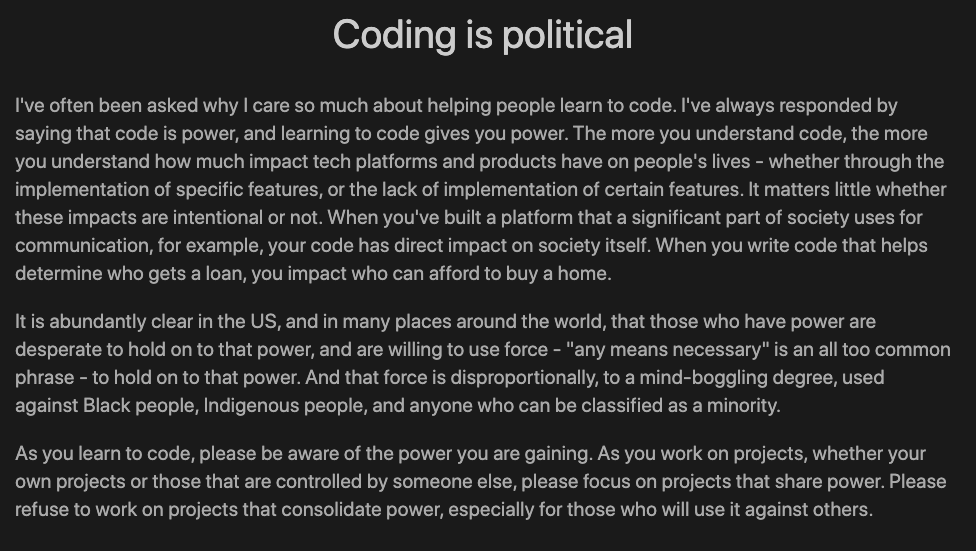 Coding is political
I've often been asked why I care so much about helping people learn to code. I've always responded by
saying that code is power, and learning to code gives you power. The more you understand code, the more
you understand how much impact tech platforms and products have on people's lives - whether through the
implementation of specific features, or the lack of implementation of certain features. It matters little whether
these impacts are intentional or not. When you've built a platform that a significant part of society uses for
communication, for example, your code has direct impact on society itself. When you write code that helps
determine who gets a loan, you impact who can afford to buy a home.
It is abundantly clear in the US, and in many places around the world, that those who have power are
desperate to hold on to that power, and are willing to use force - "any means necessary" is an all too common
phrase - to hold on to that power. And that force is disproportionally, to a mind-boggling degree, used
against Black people, Indigenous people, and anyone who can be classified as a minority.
As you learn to code, please be aware of the power you are gaining. As you work on projects, whether your
own projects or those that are controlled by someone else, please focus on projects that share power. Please
refuse to work on projects that consolidate power, especially for those who will use it against others.